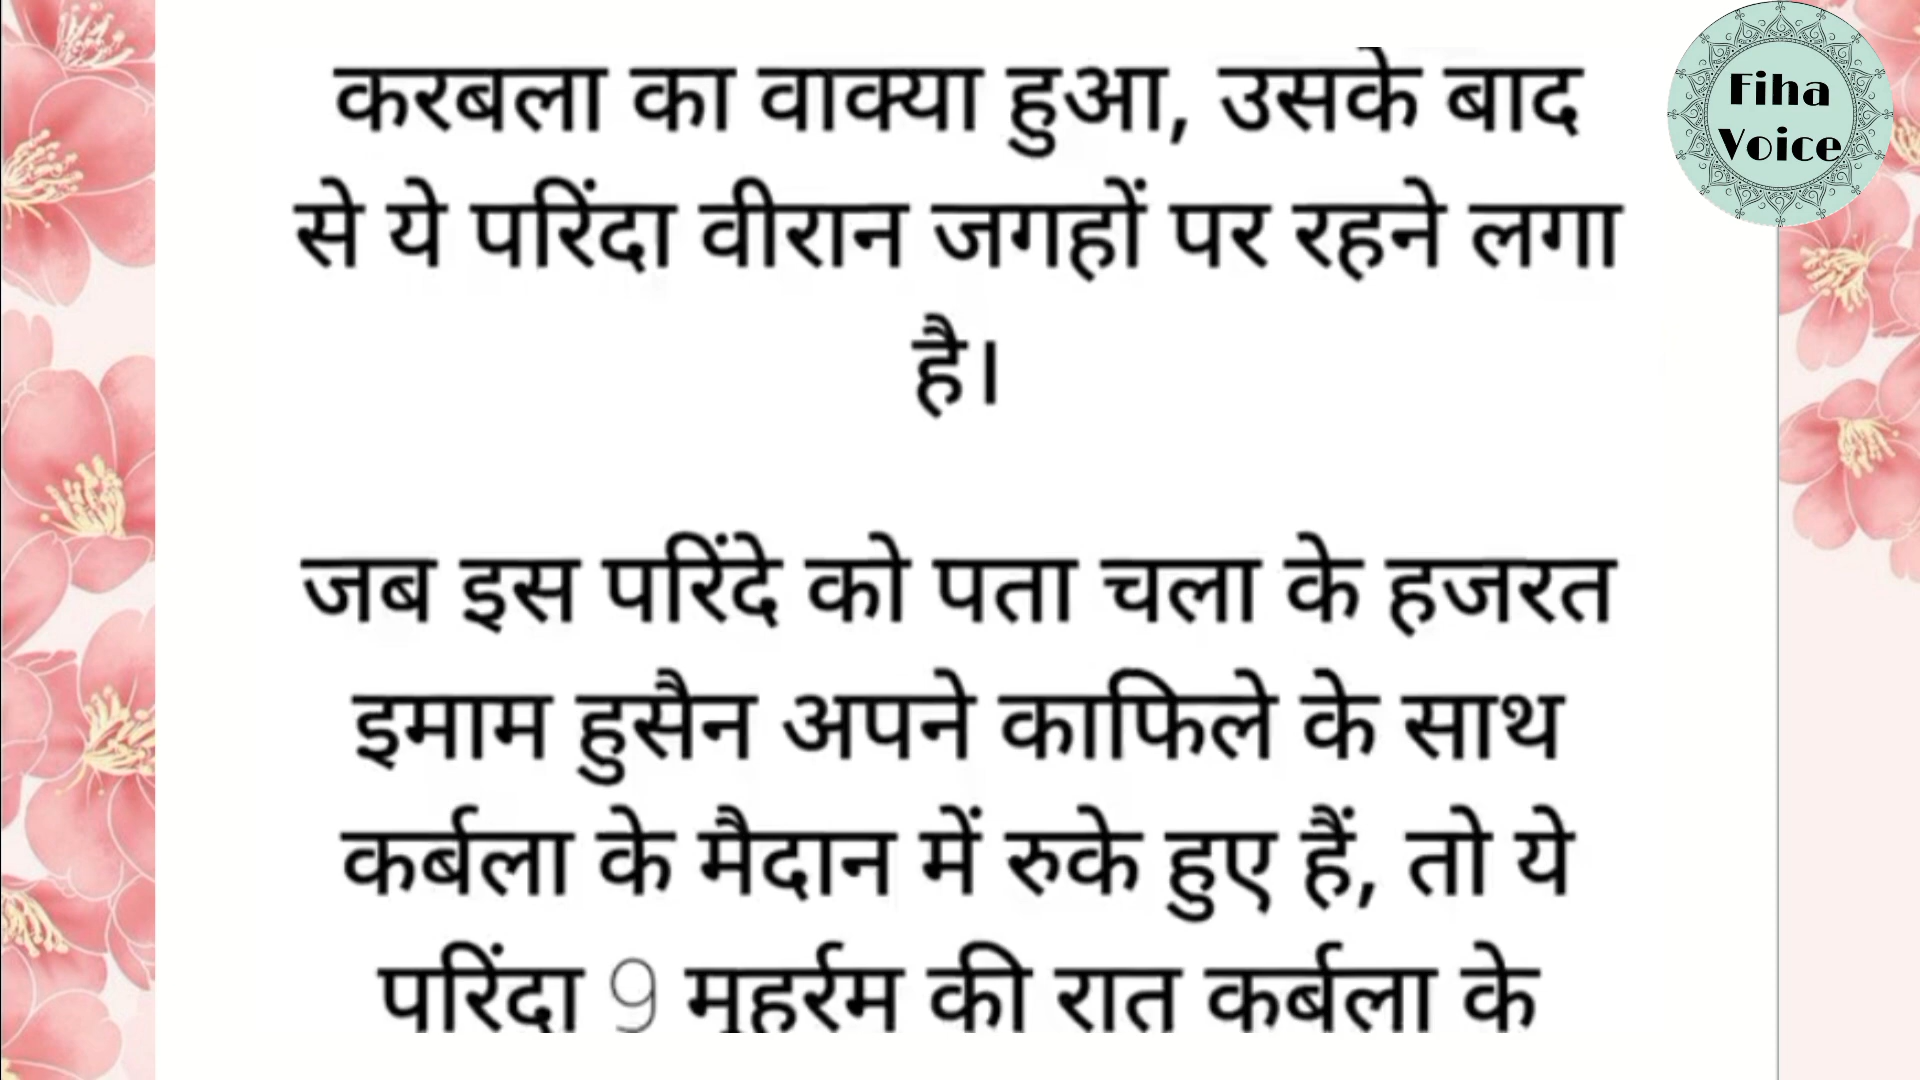 करबला का वाक्या हुआ, उसके बाद
से ये परिंदा वीरान जगहों पर रहने लगा
है।
जब इस परिंदे को पता चला के हजरत
इमाम हुसैन अपने काफिले के साथ
कर्बला के मैदान में रुके हुए हैं, तो ये
परिंदा 9 मुहर्रम की रात कर्बला के
Fiha
Voice